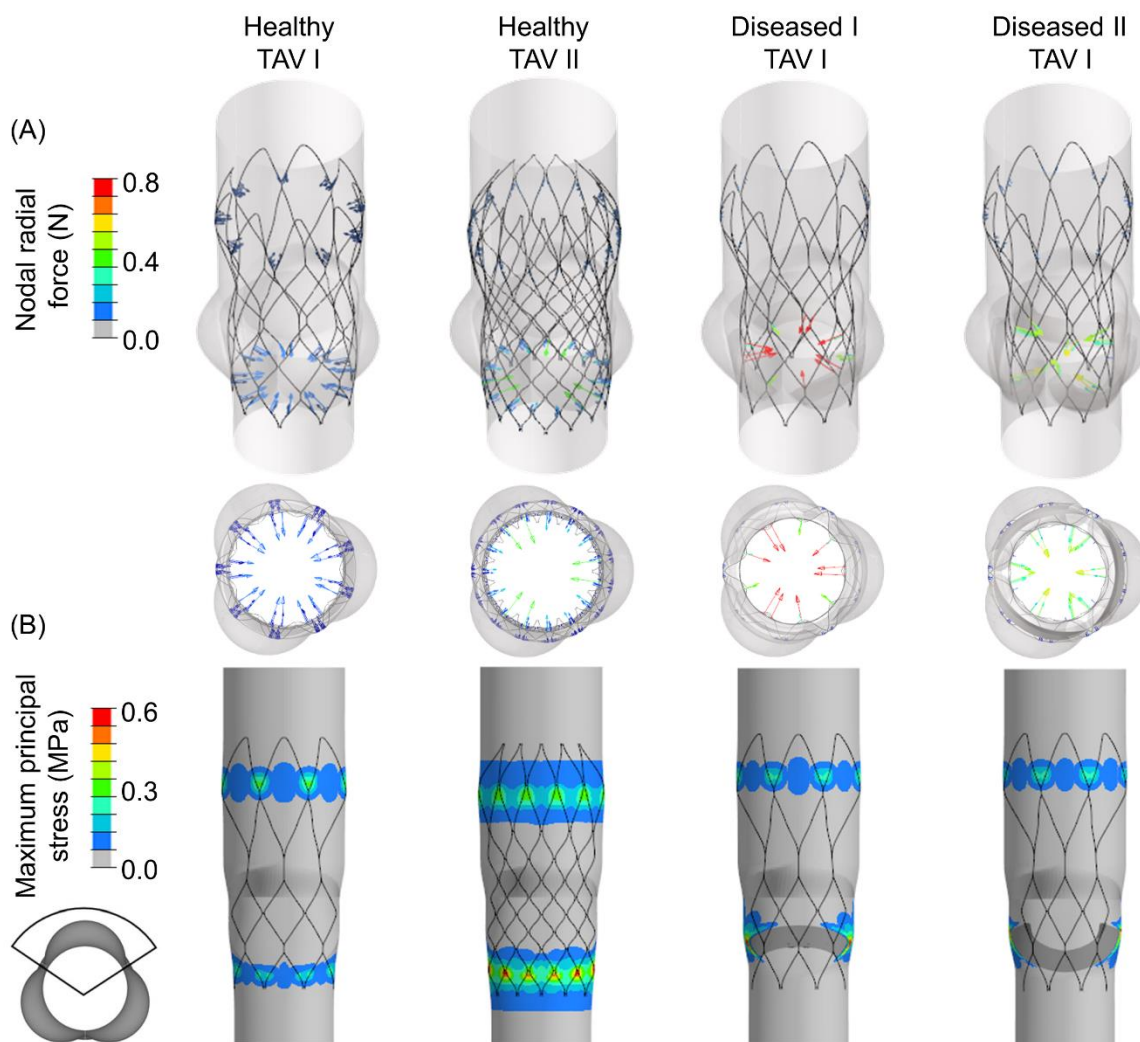 Healthy
TAV I
Healthy
TAV II
Diseased I
TAV I
Diseased II
TAV I
(A)
Nodal radial
force (N)
0.8
0.4
0.0
(B)
Maximum principal
stress (MPa)
0.6
0.3
0.0